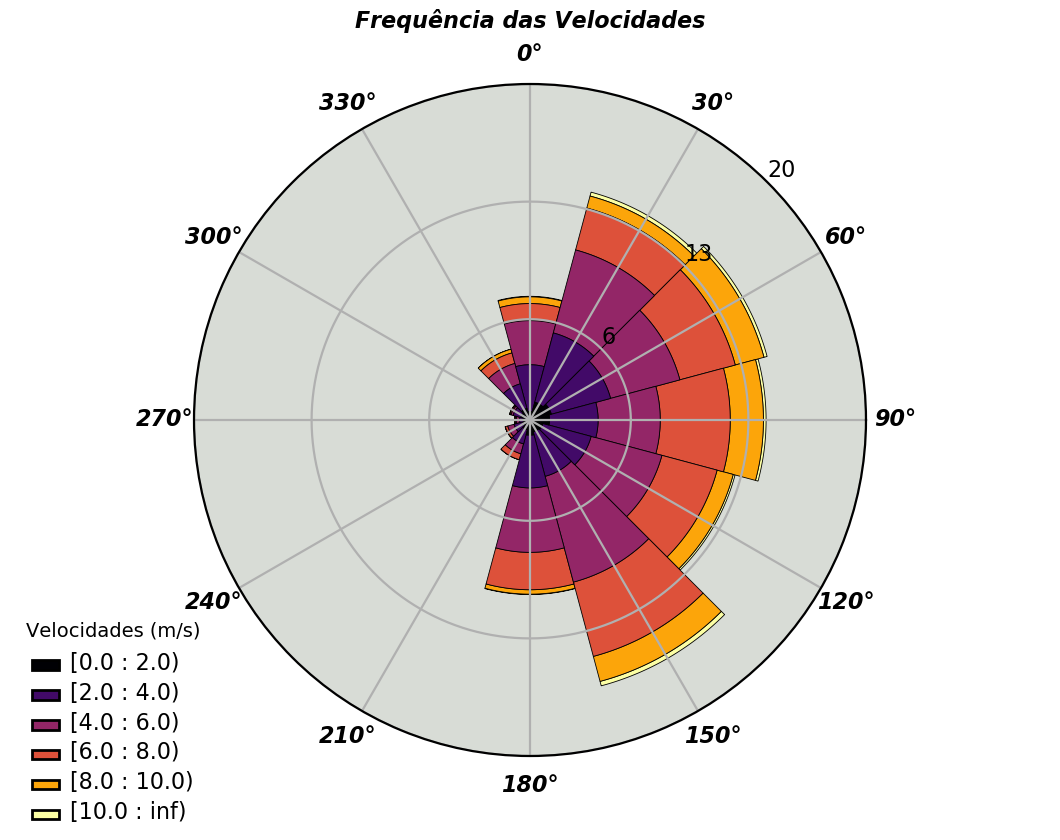 Frequência das Velocidades
0°
330°
30°
20
300°
60°
13
6
270°
90°
240°
120°
210°
150°
180°
Velocidades (m/s)
[0.0 : 2.0)
[2.0 : 4.0)
[4.0 : 6.0)
[6.0 : 8.0)
[8.0 : 10.0)
[10.0 : inf)